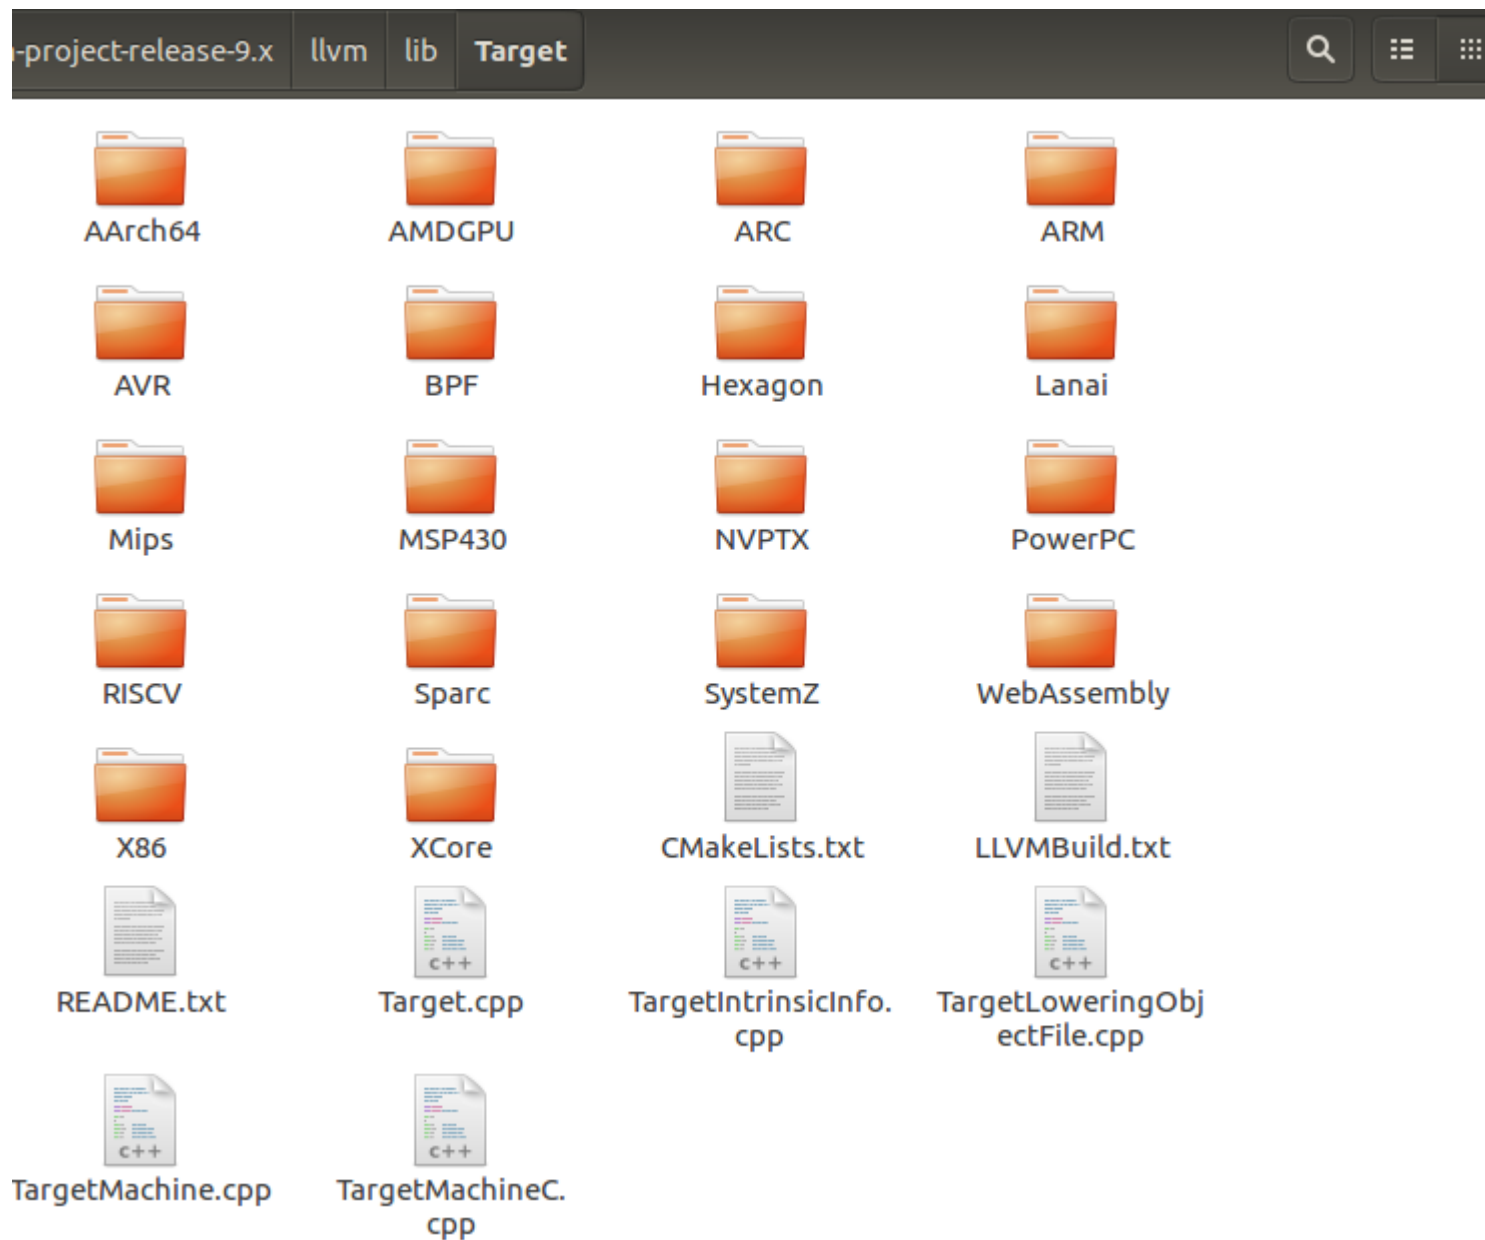 -project-release-9.x llvm lib Target
AArch64 AMDGPU ARC ARM
AVR BPF Hexagon Lanai
Mips MSP430 NVPTX PowerPC
RISCV Sparc SystemZ WebAssembly
X86 XCore CMakeLists.txt LLVMBuild.txt
c++ c++ c++
README.txt Target.cpp TargetIntrinsicInfo. TargetLoweringObj
cpp ectFile.cpp
c++ c++
TargetMachine.cpp TargetMachineC.
cpp